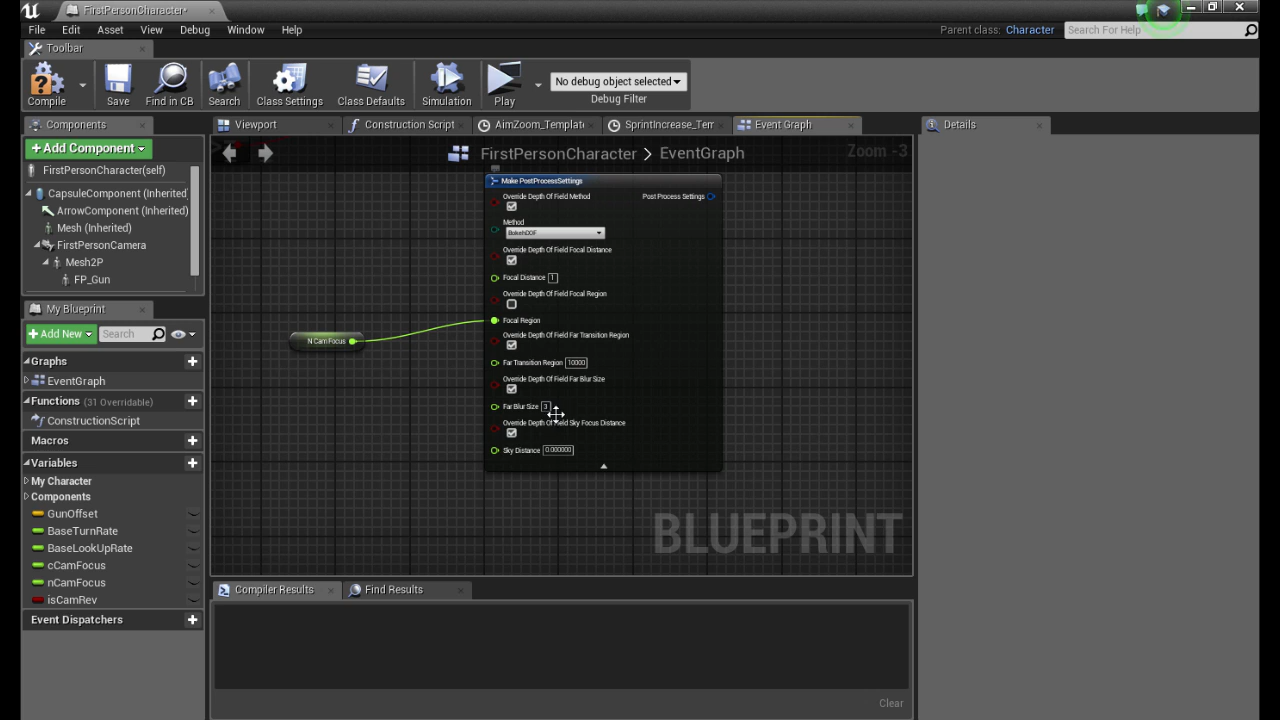 FirstPersonCharacter*
File Edit Asset View Debug Window Help
Parent class: Character Search For Help
Toolbar
Compile Save Find in CB Search Class Settings Class Defaults Simulation Play
No debug object selected
Debug Filter
Components
+Add Component
FirstPersonCharacter(self)
CapsuleComponent (Inherited)
ArrowComponent (Inherited)
Mesh (Inherited)
FirstPersonCamera
Mesh2P
FP_Gun
My Blueprint
+Add New Search
Graphs
EventGraph
Functions (31 Overridable)
ConstructionScript
Macros
Variables
My Character
Components
GunOffset
BaseTurnRate
BaseLookUpRate
cCamFocus
nCamFocus
isCamRev
Event Dispatchers
Viewport Construction Script AimZoom_Templat SprintIncrease_Tem Event Graph
FirstPersonCharacter > EventGraph
Zoom -3
N Cam Focus
Make PostProcessSettings
Override Depth Of Field Method Post Process Settings
Method
BokehDOF
Override Depth Of Field Focal Distance
Focal Distance 1
Override Depth Of Field Focal Region
Focal Region
Override Depth Of Field Far Transition Region
Far Transition Region 10000
Override Depth Of Field Far Blur Size
Far Blur Size 3
Override Depth Of Field Sky Focus Distance
Sky Distance 0.000000
BLUEPRINT
Compiler Results Find Results
Clear
Details